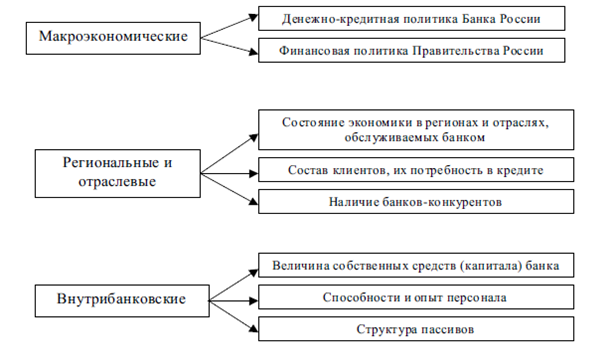 Макроэкономические
Денежно-кредитная политика Банка России
Финансовая политика Правительства России
Региональные и
отраслевые
Состояние экономики в регионах и отраслях,
обслуживаемых банком
Состав клиентов, их потребность в кредите
Наличие банков-конкурентов
Внутрибанковские
Величина собственных средств (капитала) банка
Способности и опыт персонала
Структура пассивов